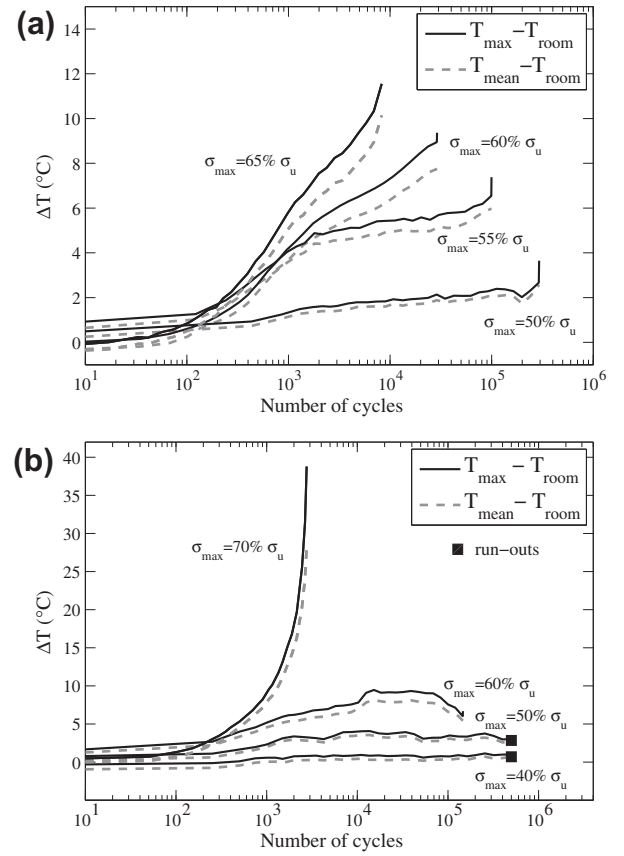 (a)
14
12
10
8
6
4
2
0
ΔT (°C)
T_max − T_room
T_mean − T_room
σ_max=65% σ_u
σ_max=60% σ_u
σ_max=55% σ_u
σ_max=50% σ_u
10^1 10^2 10^3 10^4 10^5 10^6
Number of cycles
(b)
40
35
30
25
20
15
10
5
0
ΔT (°C)
T_max − T_room
T_mean − T_room
run−outs
σ_max=70% σ_u
σ_max=60% σ_u
σ_max=50% σ_u
σ_max=40% σ_u
10^1 10^2 10^3 10^4 10^5 10^6
Number of cycles